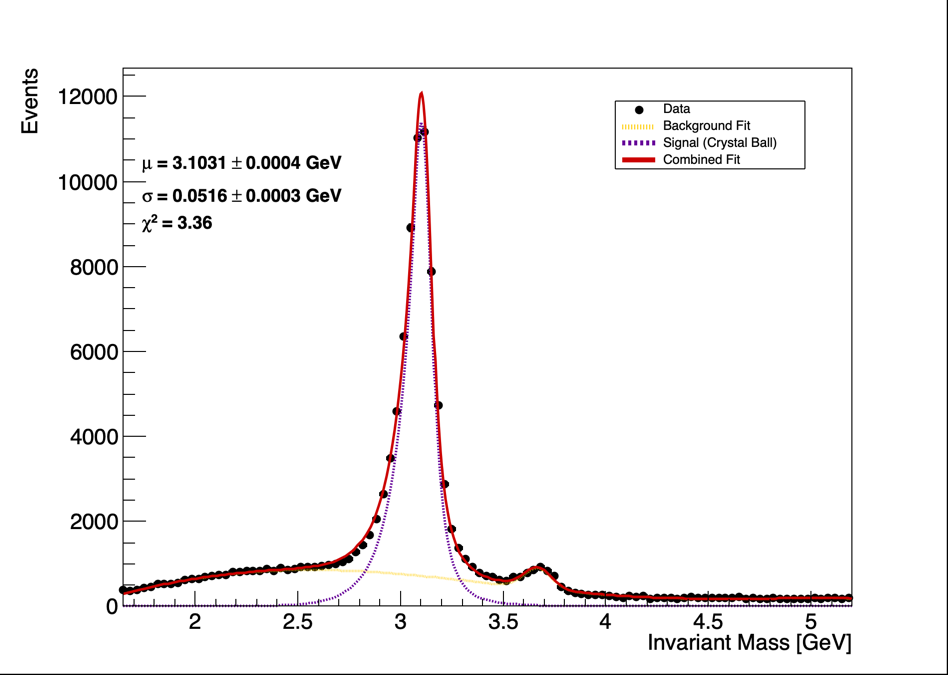 Events
12000
10000
8000
6000
4000
2000
0
μ = 3.1031 ± 0.0004 GeV
σ = 0.0516 ± 0.0003 GeV
χ² = 3.36
Data
Background Fit
Signal (Crystal Ball)
Combined Fit
2 2.5 3 3.5 4 4.5 5
Invariant Mass [GeV]